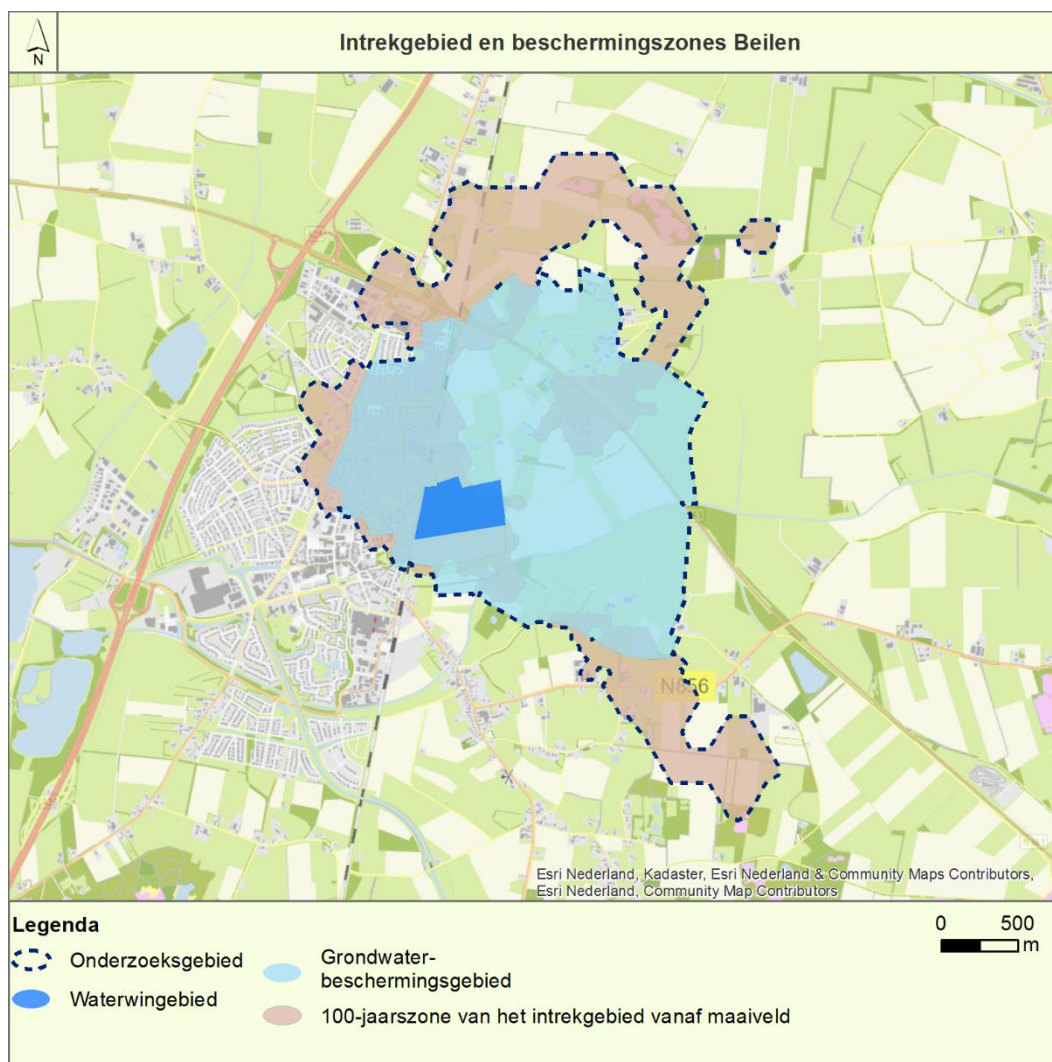 Intrekgebied en beschermingszones Beilen
N
N856
Esri Nederland, Kadaster, Esri Nederland & Community Maps Contributors,
Esri Nederland, Community Map Contributors
Legenda
Onderzoeksgebied
Waterwingebied
Grondwater-
beschermingsgebied
100-jaarszone van het intrekgebied vanaf maaiveld
0 500
m